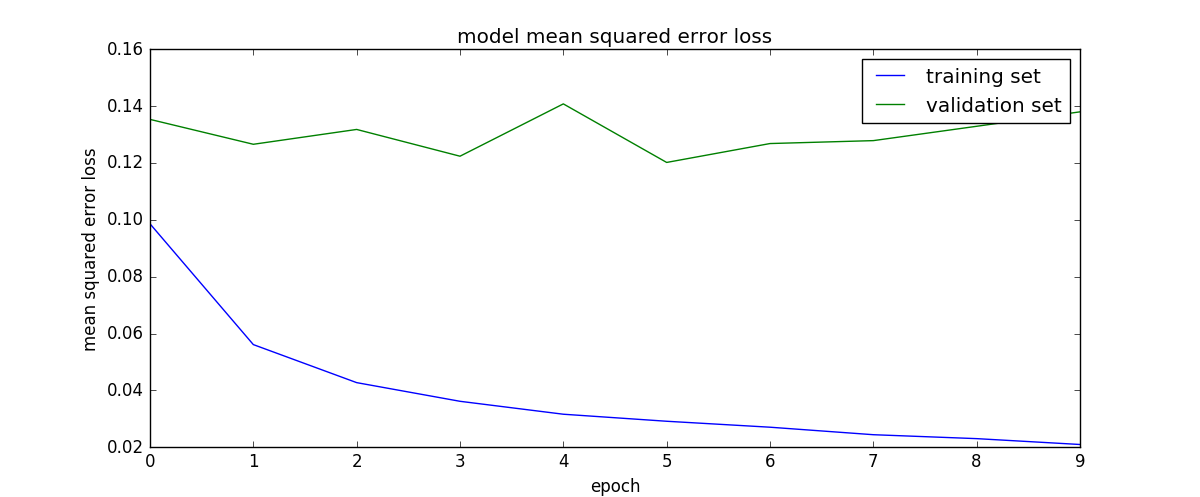 model mean squared error loss
0.16
0.14
0.12
0.10
0.08
0.06
0.04
0.02
mean squared error loss
training set
validation set
0 1 2 3 4 5 6 7 8 9
epoch